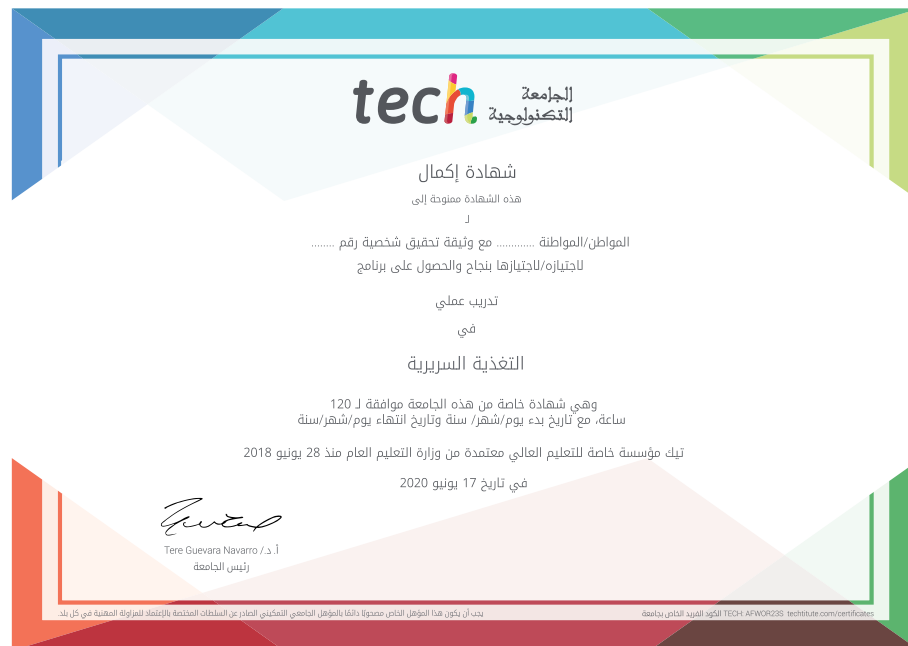 tech الجامعة
التكنولوجية
شهادة إكمال
هذه الشهادة ممنوحة إلى
لـ
المواطن/المواطنة ............ مع وثيقة تحقيق شخصية رقم ........
لاجتيازه/لاجتيازها بنجاح والحصول على برنامج
تدريب عملي
في
التغذية السريرية
وهي شهادة خاصة من هذه الجامعة موافقة لـ 120
ساعة، مع تاريخ بدء يوم/شهر/ سنة وتاريخ انتهاء يوم/شهر/سنة
تيك مؤسسة خاصة للتعليم العالي معتمدة من وزارة التعليم العام منذ 28 يونيو 2018
في تاريخ 17 يونيو 2020
أ.د./ Tere Guevara Navarro
رئيس الجامعة
يجب أن يكون هذا المؤهل الخاص مصحوبًا دائمًا بالمؤهل الجامعي التمكيني الصادر عن السلطات المختصة بالإعتماد للمزاولة المهنية في كل بلد.
الكود الفريد الخاص بجامعة TECH: AFWOR23S techtitute.com/certificates